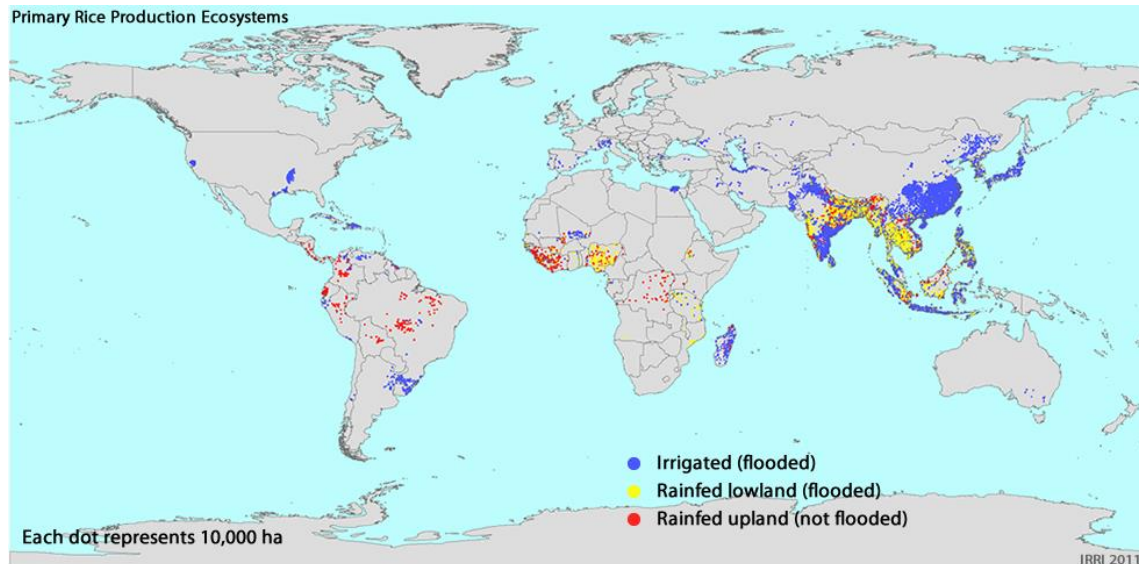 Primary Rice Production Ecosystems
Irrigated (flooded)
Rainfed lowland (flooded)
Rainfed upland (not flooded)
Each dot represents 10,000 ha
IRRI 2011